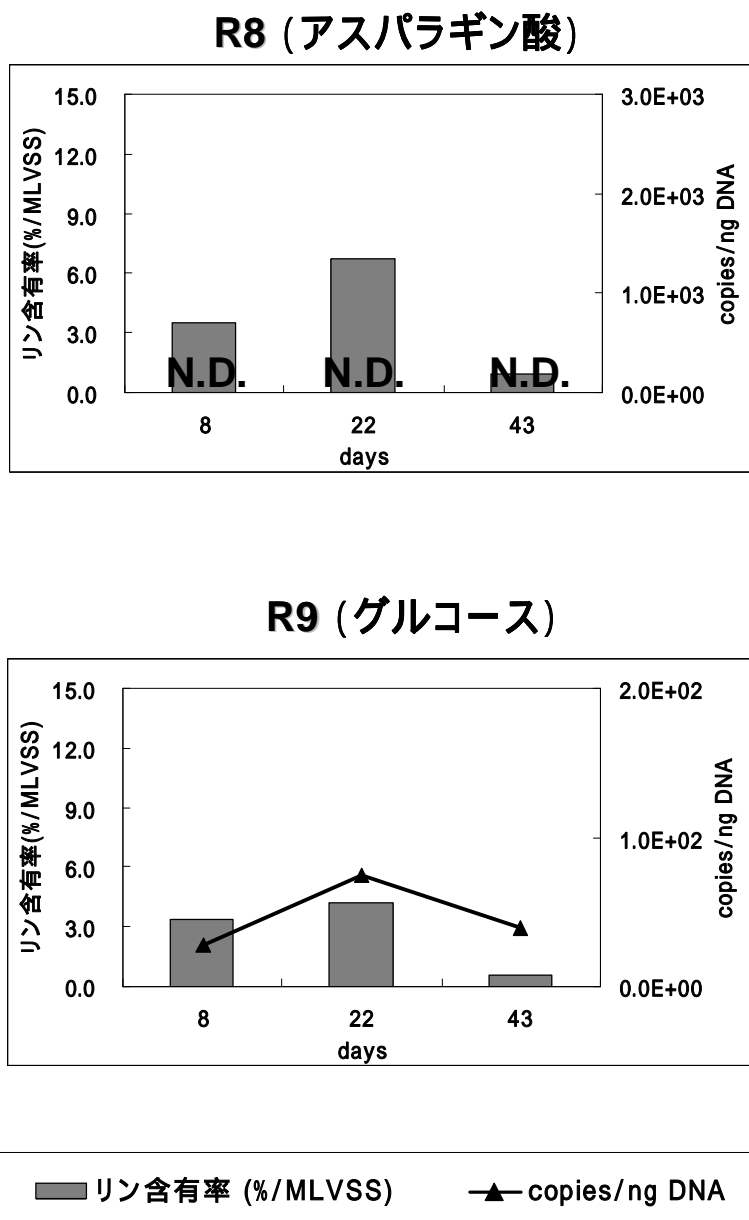 R8 (アスパラギン酸)
リン含有率(%/MLVSS)
15.0
12.0
9.0
6.0
3.0
0.0
3.0E+03
2.0E+03
1.0E+03
0.0E+00
copies/ng DNA
N.D. N.D. N.D.
8 22 43
days
R9 (グルコース)
リン含有率(%/MLVSS)
15.0
12.0
9.0
6.0
3.0
0.0
2.0E+02
1.0E+02
0.0E+00
copies/ng DNA
8 22 43
days
リン含有率 (%/MLVSS) copies/ng DNA